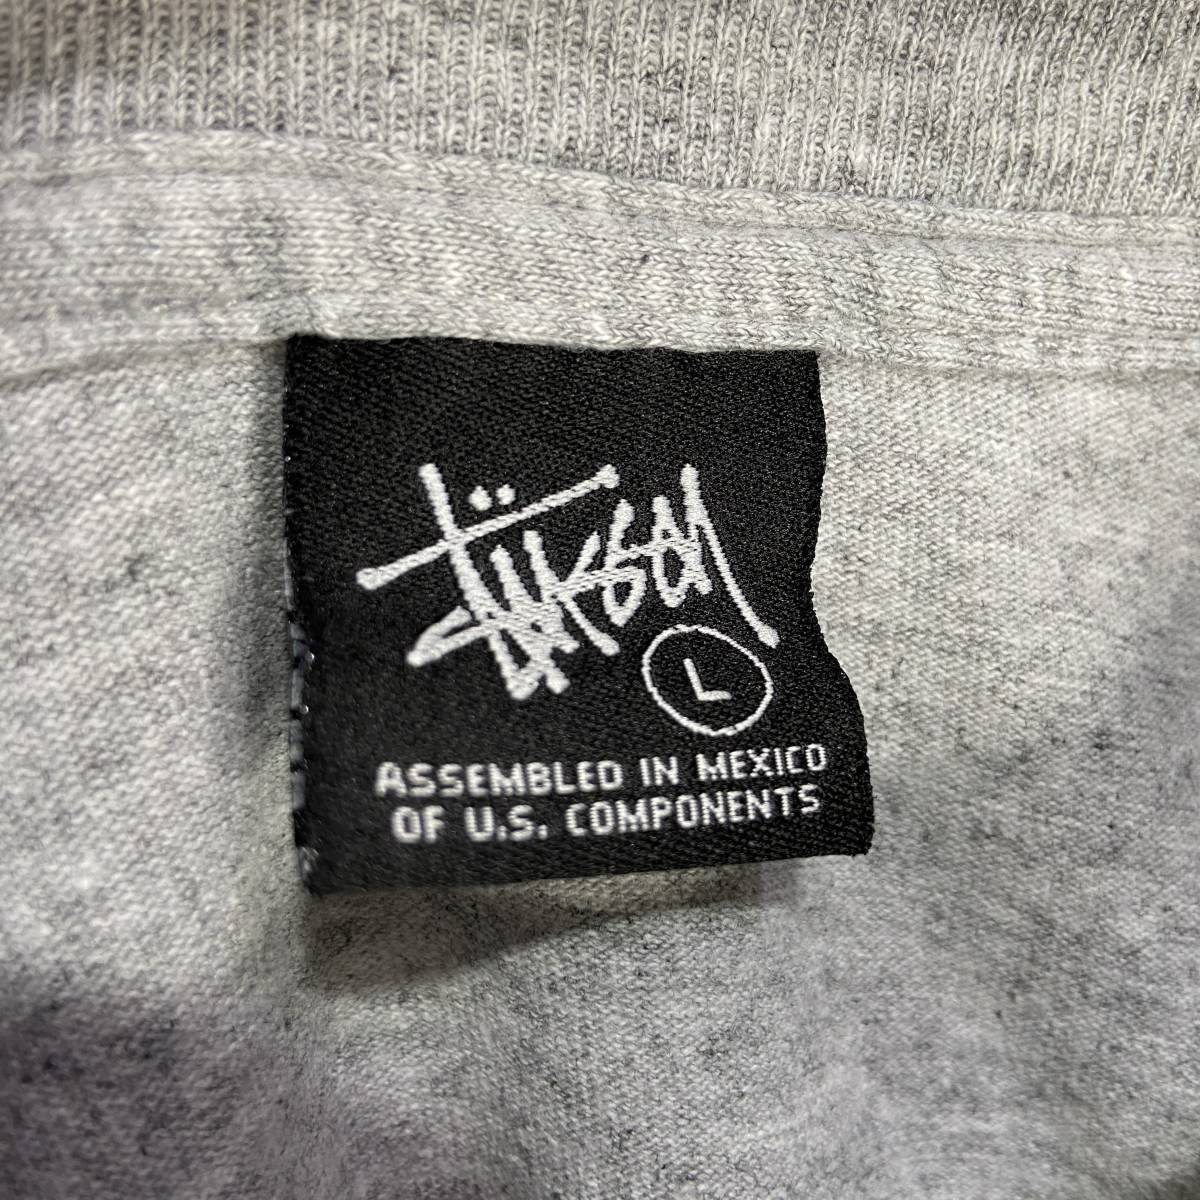 Stüssy
L
ASSEMBLED IN MEXICO
OF U.S. COMPONENTS